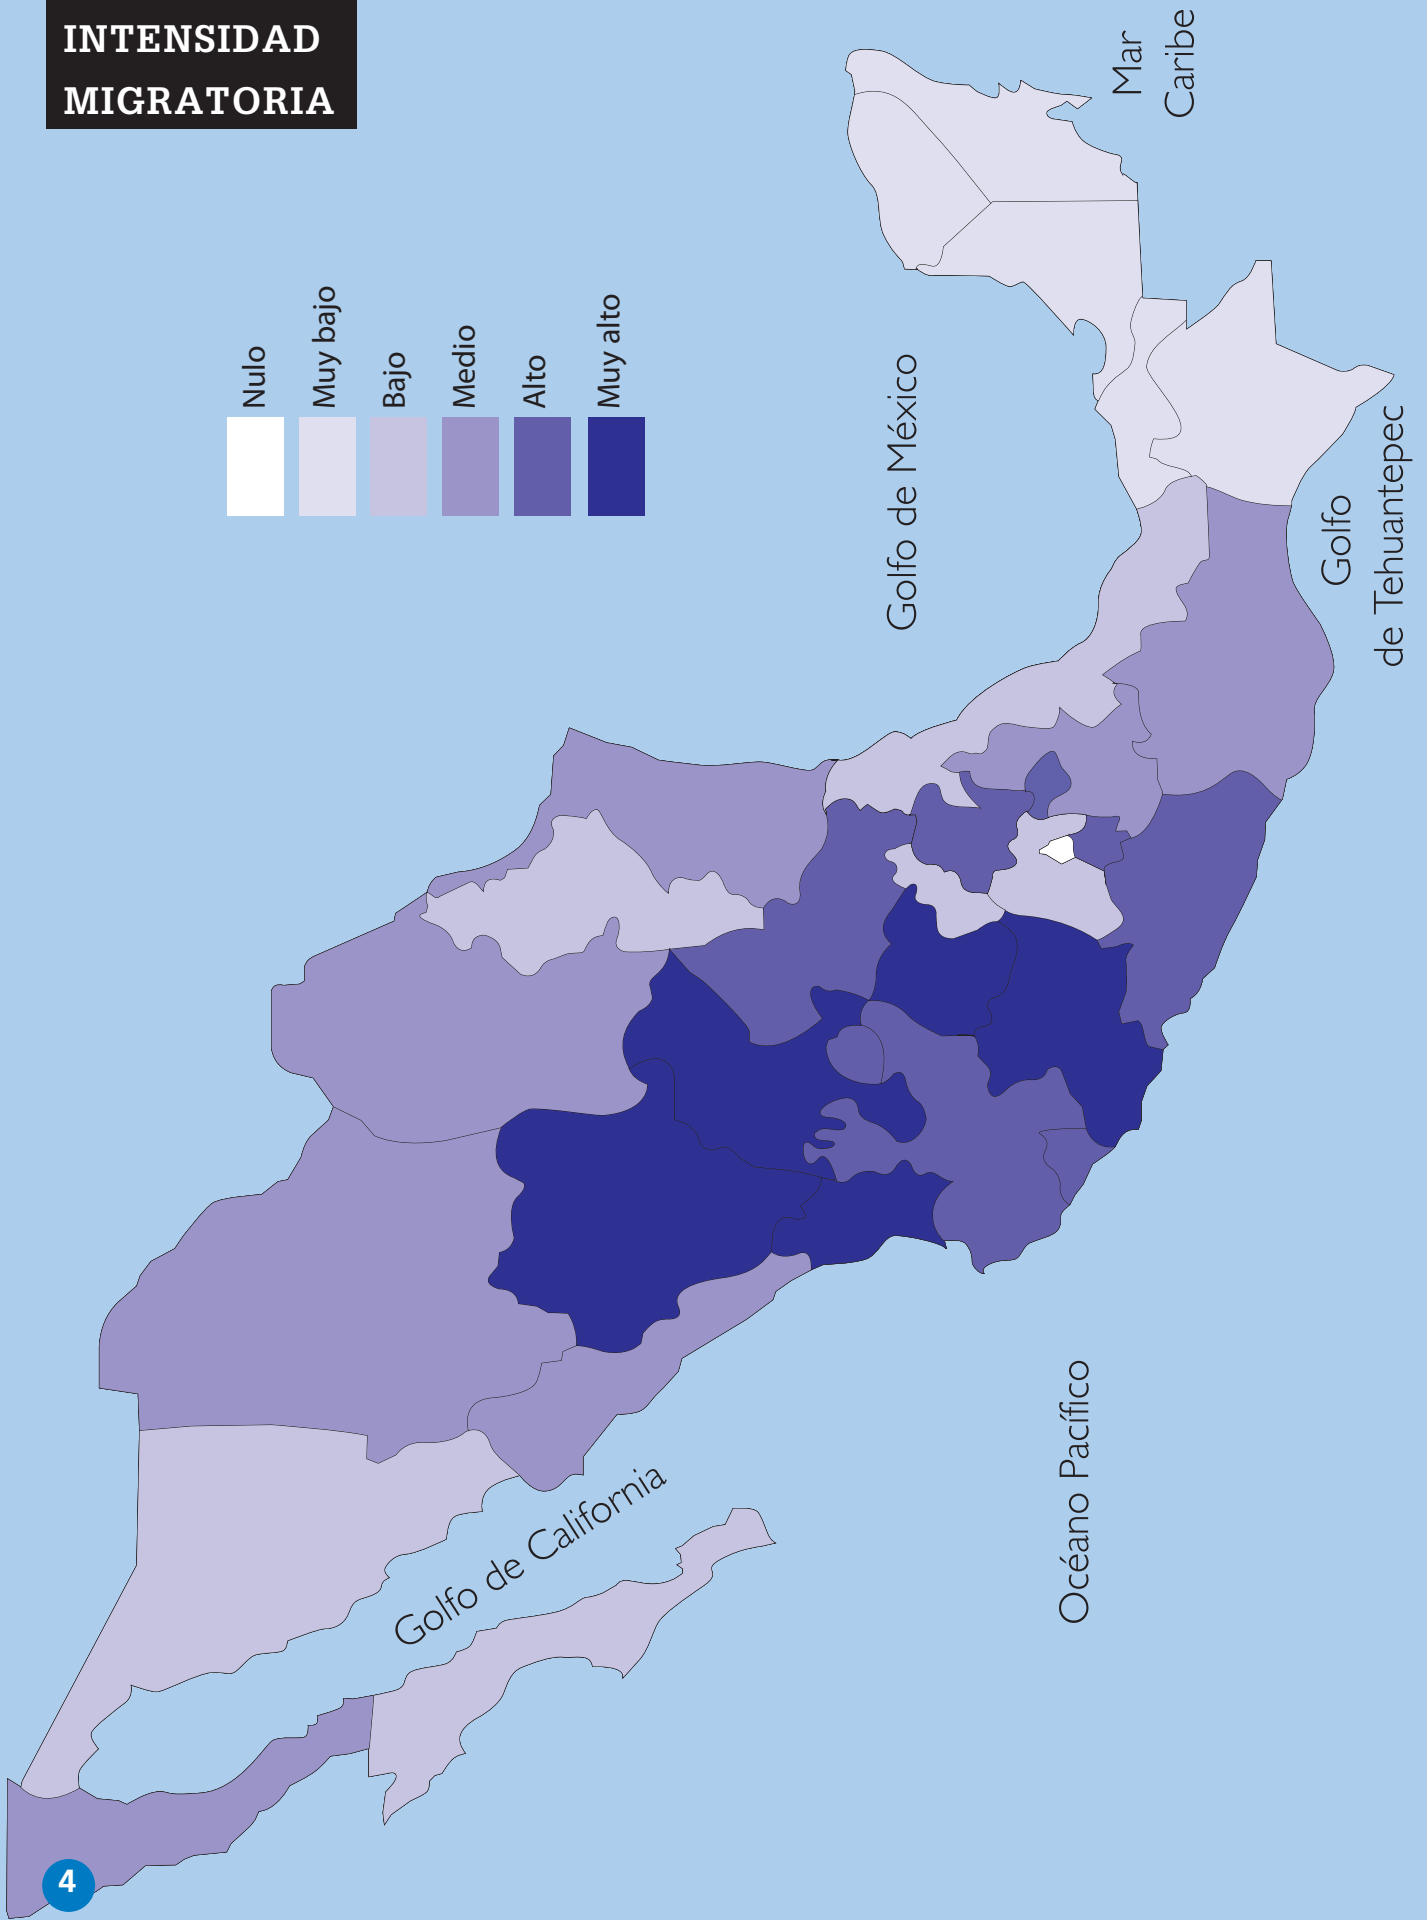 INTENSIDAD
MIGRATORIA
Nulo
Muy bajo
Bajo
Medio
Alto
Muy alto
Mar
Caribe
Golfo de México
Golfo
de Tehuantepec
Golfo de California
Océano Pacífico
4